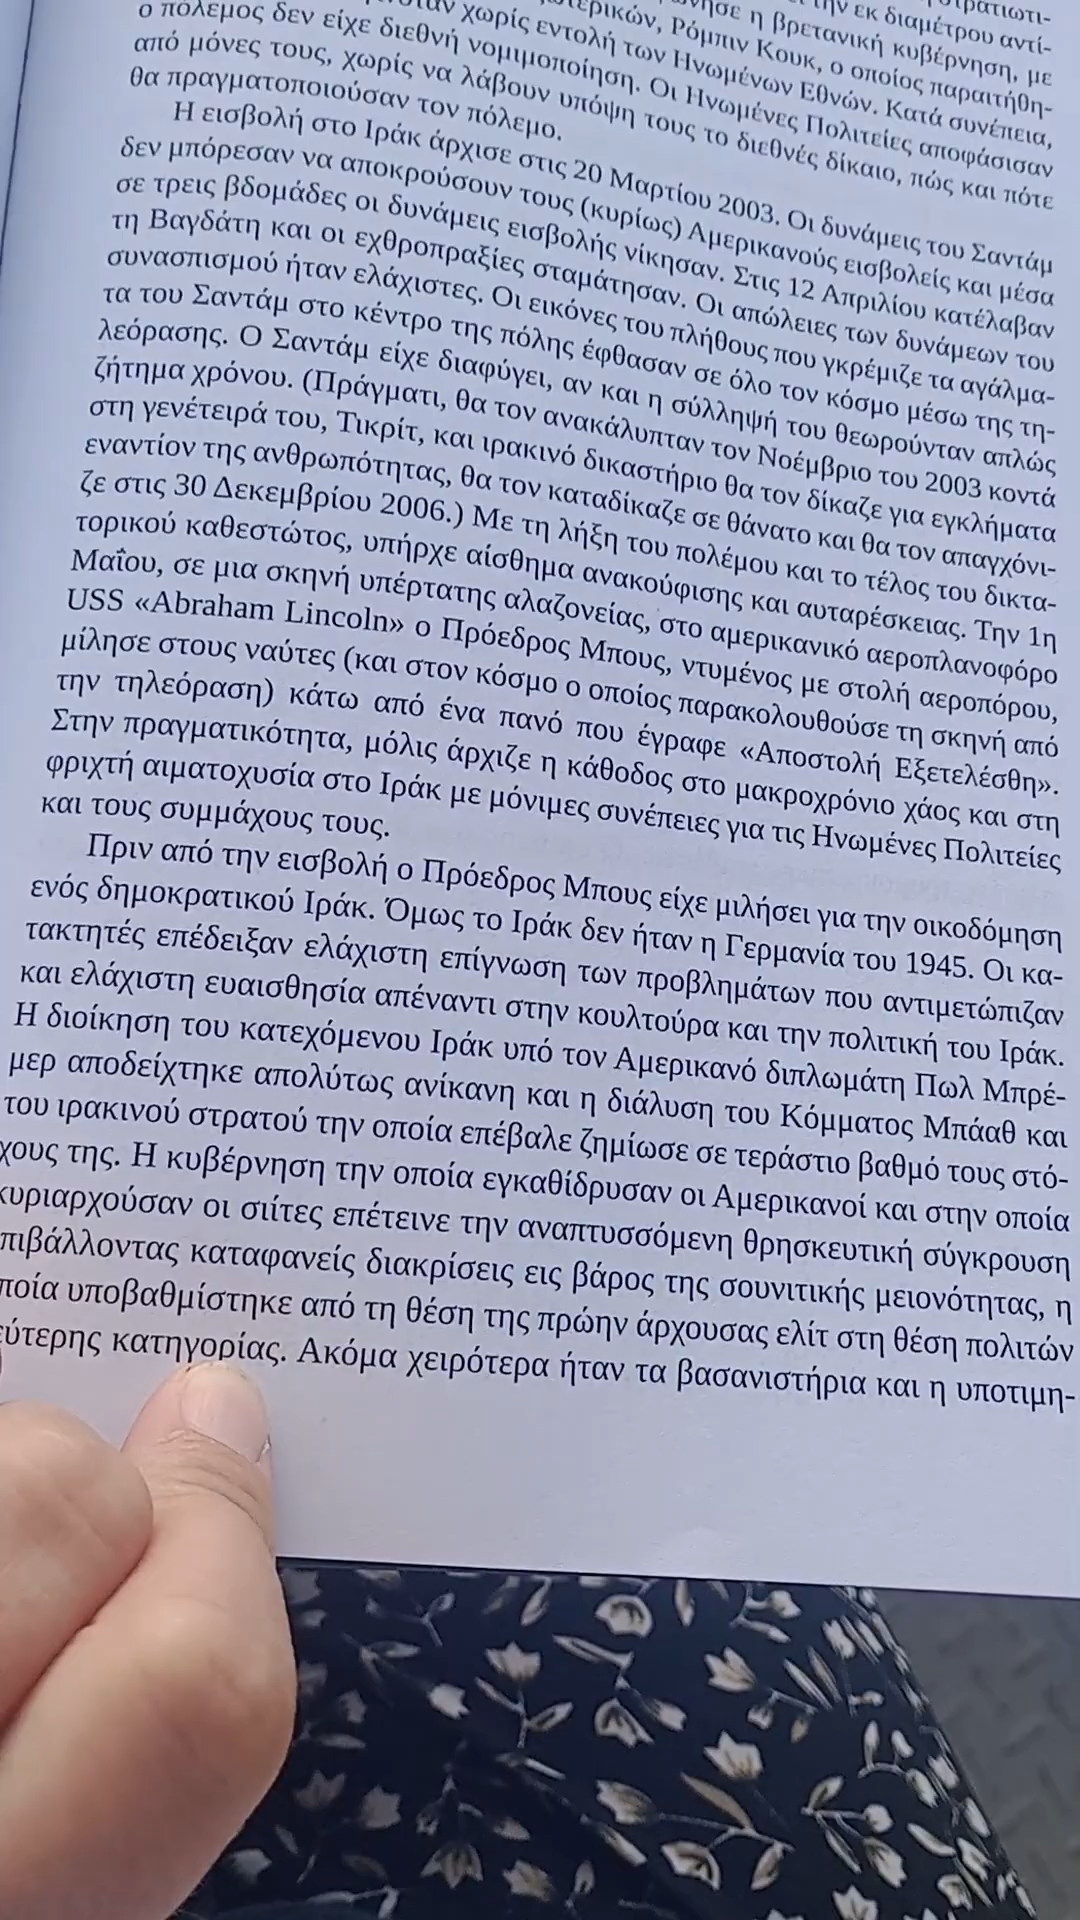 την εκ διαμέτρου αντί-
η βρετανική κυβέρνηση, με
Ρόμπιν Κουκ, ο οποίος παραιτήθη-
χωρίς εντολή των Ηνωμένων Εθνών. Κατά συνέπεια,
ο πόλεμος δεν είχε διεθνή νομιμοποίηση. Οι Ηνωμένες Πολιτείες αποφάσισαν
από μόνες τους, χωρίς να λάβουν υπόψη τους το διεθνές δίκαιο, πώς και πότε
θα πραγματοποιούσαν τον πόλεμο.
Η εισβολή στο Ιράκ άρχισε στις 20 Μαρτίου 2003. Οι δυνάμεις του Σαντάμ
δεν μπόρεσαν να αποκρούσουν τους (κυρίως) Αμερικανούς εισβολείς και μέσα
σε τρεις βδομάδες οι δυνάμεις εισβολής νίκησαν. Στις 12 Απριλίου κατέλαβαν
τη Βαγδάτη και οι εχθροπραξίες σταμάτησαν. Οι απώλειες των δυνάμεων του
συνασπισμού ήταν ελάχιστες. Οι εικόνες του πλήθους που γκρέμιζε τα αγάλμα-
τα του Σαντάμ στο κέντρο της πόλης έφθασαν σε όλο τον κόσμο μέσω της τη-
λεόρασης. Ο Σαντάμ είχε διαφύγει, αν και η σύλληψή του θεωρούνταν απλώς
ζήτημα χρόνου. (Πράγματι, θα τον ανακάλυπταν τον Νοέμβριο του 2003 κοντά
στη γενέτειρά του, Τικρίτ, και ιρακινό δικαστήριο θα τον δίκαζε για εγκλήματα
εναντίον της ανθρωπότητας, θα τον καταδίκαζε σε θάνατο και θα τον απαγχόνι-
ζε στις 30 Δεκεμβρίου 2006.) Με τη λήξη του πολέμου και το τέλος του δικτα-
τορικού καθεστώτος, υπήρχε αίσθημα ανακούφισης και αυταρέσκειας. Την 1η
Μαΐου, σε μια σκηνή υπέρτατης αλαζονείας, στο αμερικανικό αεροπλανοφόρο
USS «Abraham Lincoln» ο Πρόεδρος Μπους, ντυμένος με στολή αεροπόρου,
μίλησε στους ναύτες (και στον κόσμο ο οποίος παρακολουθούσε τη σκηνή από
την τηλεόραση) κάτω από ένα πανό που έγραφε «Αποστολή Εξετελέσθη».
Στην πραγματικότητα, μόλις άρχιζε η κάθοδος στο μακροχρόνιο χάος και στη
φριχτή αιματοχυσία στο Ιράκ με μόνιμες συνέπειες για τις Ηνωμένες Πολιτείες
και τους συμμάχους τους.
Πριν από την εισβολή ο Πρόεδρος Μπους είχε μιλήσει για την οικοδόμηση
ενός δημοκρατικού Ιράκ. Όμως το Ιράκ δεν ήταν η Γερμανία του 1945. Οι κα-
τακτητές επέδειξαν ελάχιστη επίγνωση των προβλημάτων που αντιμετώπιζαν
και ελάχιστη ευαισθησία απέναντι στην κουλτούρα και την πολιτική του Ιράκ.
Η διοίκηση του κατεχόμενου Ιράκ υπό τον Αμερικανό διπλωμάτη Πωλ Μπρέ-
μερ αποδείχτηκε απολύτως ανίκανη και η διάλυση του Κόμματος Μπάαθ και
του ιρακινού στρατού την οποία επέβαλε ζημίωσε σε τεράστιο βαθμό τους στό-
χους της. Η κυβέρνηση την οποία εγκαθίδρυσαν οι Αμερικανοί και στην οποία
κυριαρχούσαν οι σιίτες επέτεινε την αναπτυσσόμενη θρησκευτική σύγκρουση
πιβάλλοντας καταφανείς διακρίσεις εις βάρος της σουνιτικής μειονότητας, η
ποία υποβαθμίστηκε από τη θέση της πρώην άρχουσας ελίτ στη θέση πολιτών
εύτερης κατηγορίας. Ακόμα χειρότερα ήταν τα βασανιστήρια και η υποτιμη-